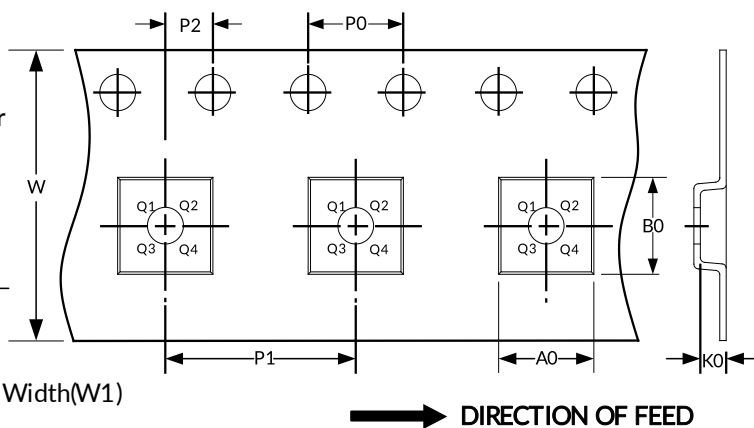 P2
P0
r
W
Q1 Q2
Q3 Q4
Q1 Q2
Q3 Q4
Q1 Q2
Q3 Q4
B0
P1
A0
K0
Width(W1)
DIRECTION OF FEED